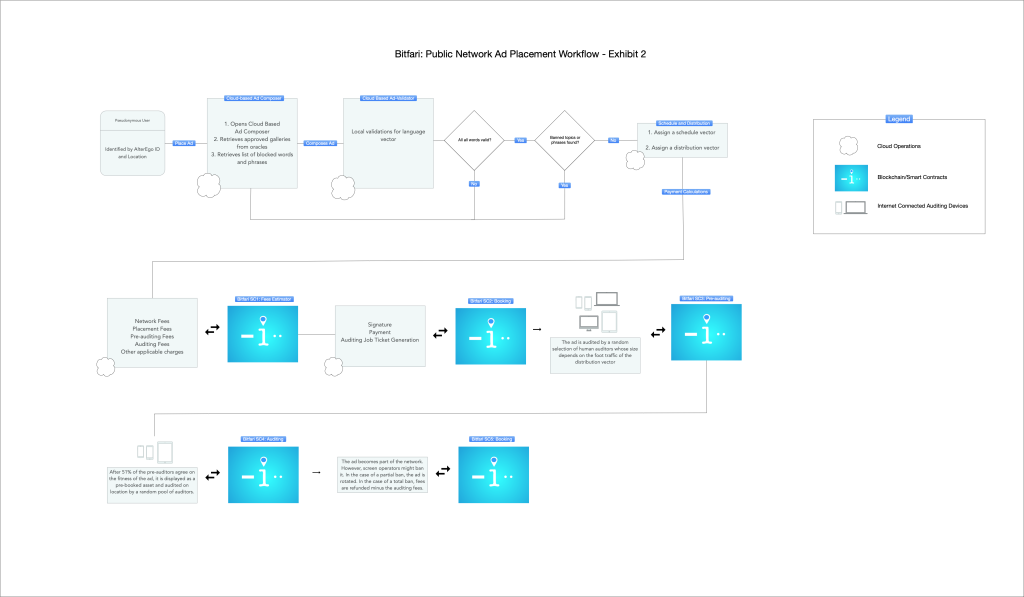 Bitfari: Public Network Ad Placement Workflow - Exhibit 2
Pseudonymous User
Identified by AlterEgo ID
and Location
Place Ad
Cloud-based Ad Composer
1. Opens Cloud Based
Ad Composer
2. Retrieves approved galleries
from oracles
3. Retrieves list of blocked words
and phrases
Composes Ad
Cloud Based Ad-Validator
Local validations for language
vector
All ad words valid?
Yes
Yes
Banned topics or
phrases found?
No
Yes
Schedule and Distribution
1. Assign a schedule vector
2. Assign a distribution vector
Payment Calculations
Legend
Cloud Operations
Blockchain/Smart Contracts
Internet Connected Auditing Devices
Network Fees
Placement Fees
Pre-auditing Fees
Auditing Fees
Other applicable charges
Bitfari SC1: Fees Estimator
Signature
Payment
Auditing Job Ticket Generation
Bitfari SC2: Booking
The ad is audited by a random
selection of human auditors whose size
depends on the foot traffic of the
distribution vector
Bitfari SC3: Pre-auditing
After 57% of the pre-auditors agree on
the fitness of the ad, it is displayed as a
pre-booked asset and audited on
location by a random pool of auditors.
Bitfari SC4: Auditing
The ad becomes part of the network.
However, screen operators might ban
it. In the case of a partial ban, the ad is
rotated. In the case of a total ban, fees
are refunded minus the auditing fees.
Bitfari SC5: Booking